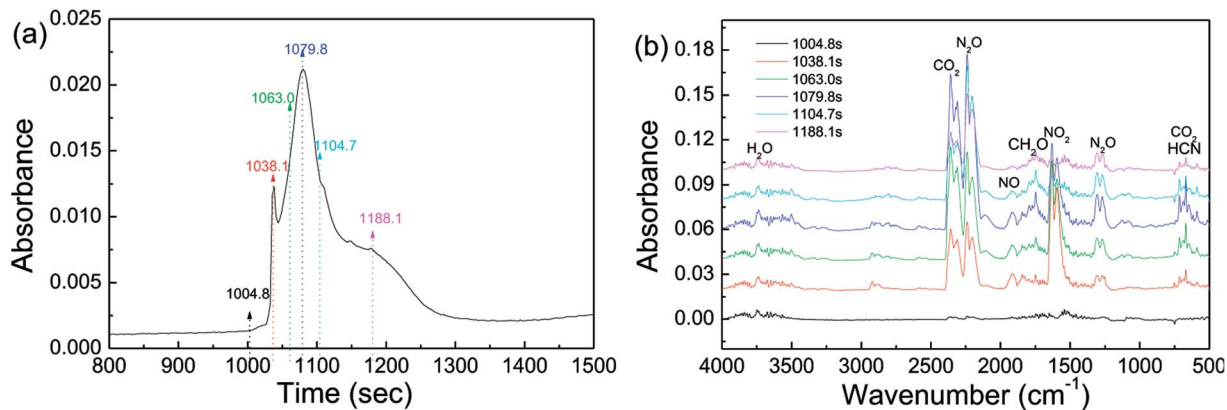 (a)
Absorbance
0.025
0.020
0.015
0.010
0.005
0.000
1079.8
1063.0
1104.7
1038.1
1188.1
1004.8
800 900 1000 1100 1200 1300 1400 1500
Time (sec)
(b)
Absorbance
0.18
0.15
0.12
0.09
0.06
0.03
0.00
1004.8s
1038.1s
1063.0s
1079.8s
1104.7s
1188.1s
H₂O
CO₂
N₂O
NO
CH₂O
NO₂
N₂O
CO₂
HCN
4000 3500 3000 2500 2000 1500 1000 500
Wavenumber (cm⁻¹)